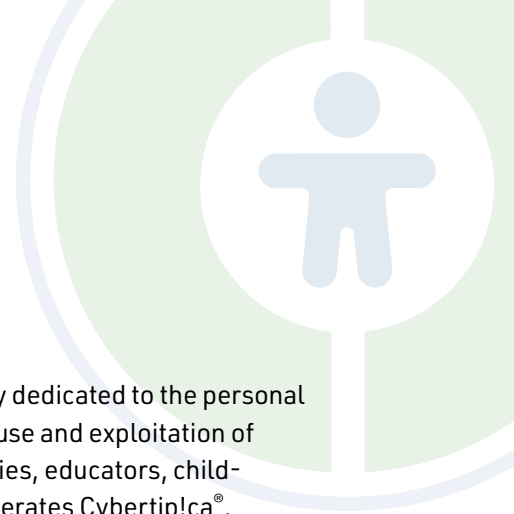 y dedicated to the personal
use and exploitation of
ies, educators, child-
erates Cybertip!ca®,